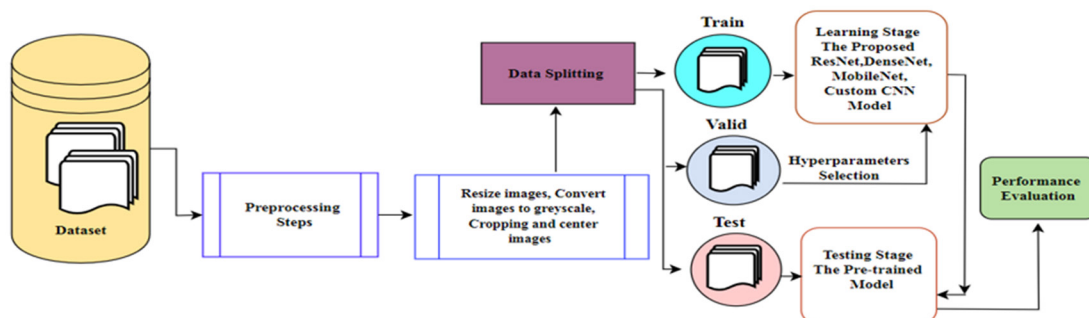 Dataset
Preprocessing
Steps
Resize images, Convert
images to greyscale,
Cropping and center
images
Data Splitting
Train
Valid
Test
Learning Stage
The Proposed
ResNet,DenseNet,
MobileNet,
Custom CNN
Model
Hyperparameters
Selection
Testing Stage
The Pre-trained
Model
Performance
Evaluation